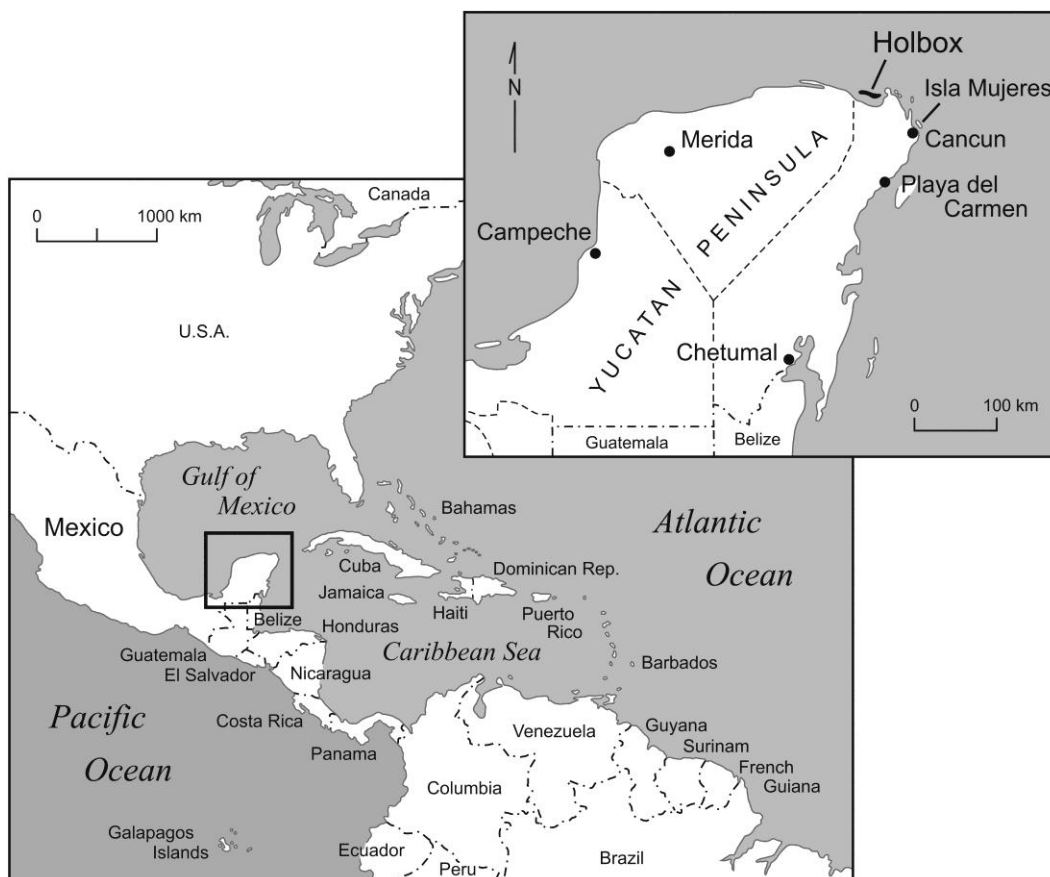 Holbox
Isla Mujeres
N
Merida
Cancun
PENINSULA
Playa del
Carmen
Campeche
YUCATAN
Chetumal
0 100 km
Guatemala
Belize
Canada
0 1000 km
U.S.A.
Gulf of
Mexico
Mexico
Bahamas
Atlantic
Ocean
Cuba
Dominican Rep.
Jamaica
Haiti
Puerto
Rico
Belize
Honduras
Caribbean Sea
Guatemala
El Salvador
Nicaragua
Barbados
Pacific
Ocean
Costa Rica
Panama
Venezuela
Guyana
Surinam
French
Guiana
Columbia
Galapagos
Islands
Ecuador
Peru
Brazil